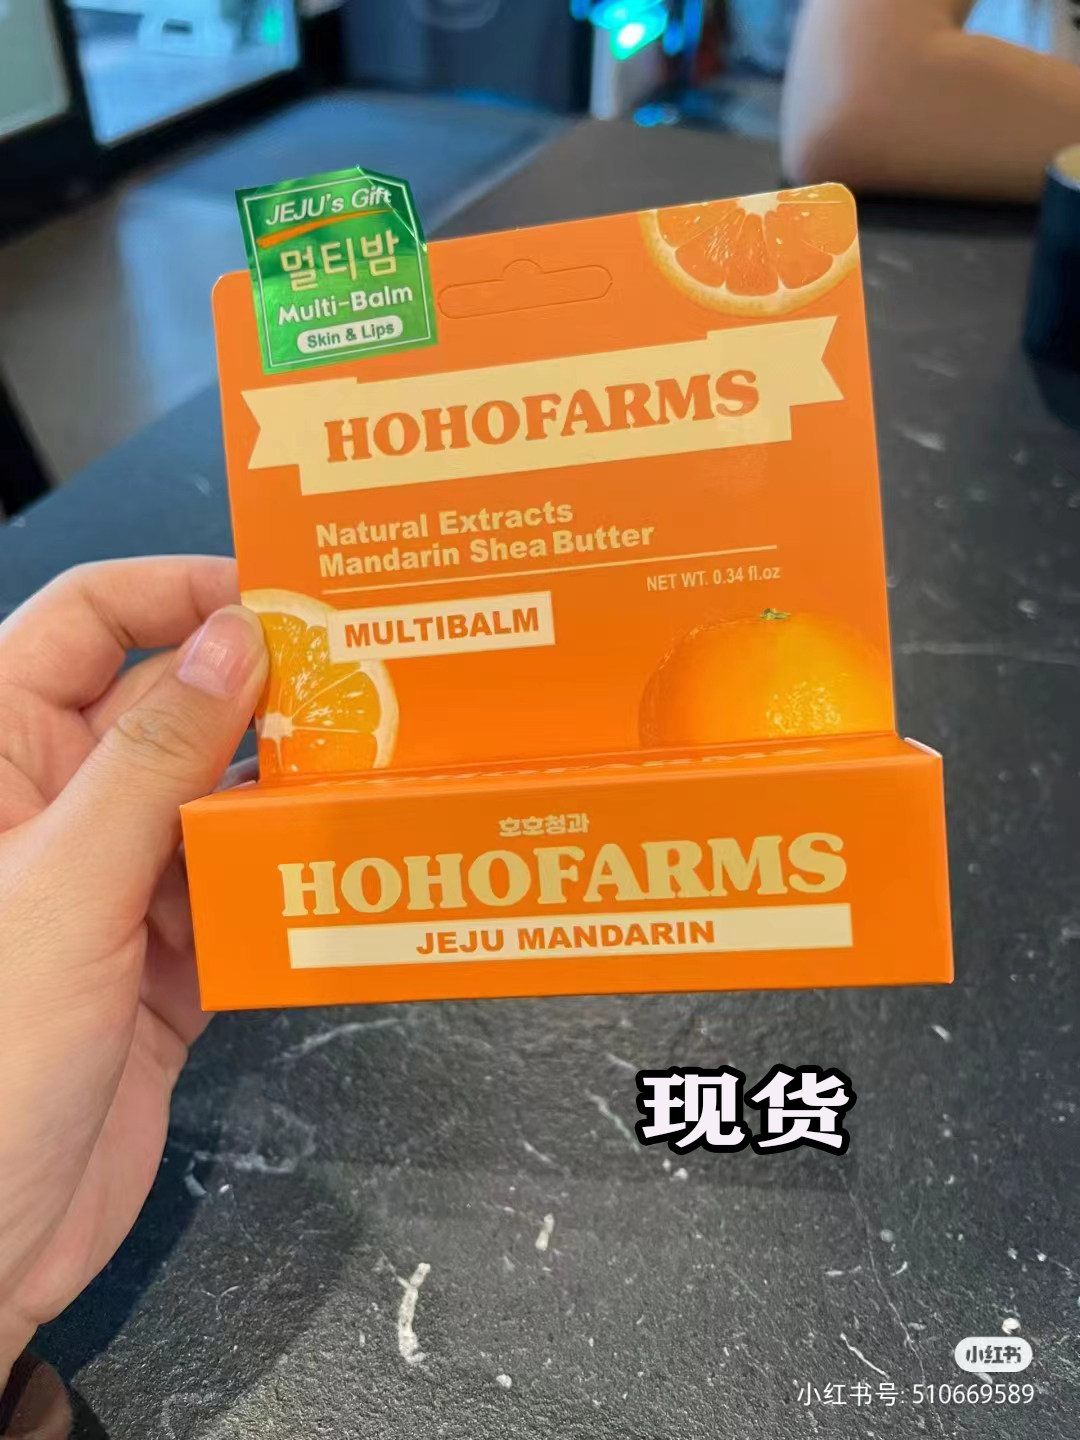 JEJU's Gift
멀티밤
Multi-Balm
Skin & Lips
HOHOFARMS
Natural Extracts
Mandarin Shea Butter
NET WT. 0.34 fl.oz
MULTIBALM
호호청과
HOHOFARMS
JEJU MANDARIN
现货
小红书
小红书号: 510669589